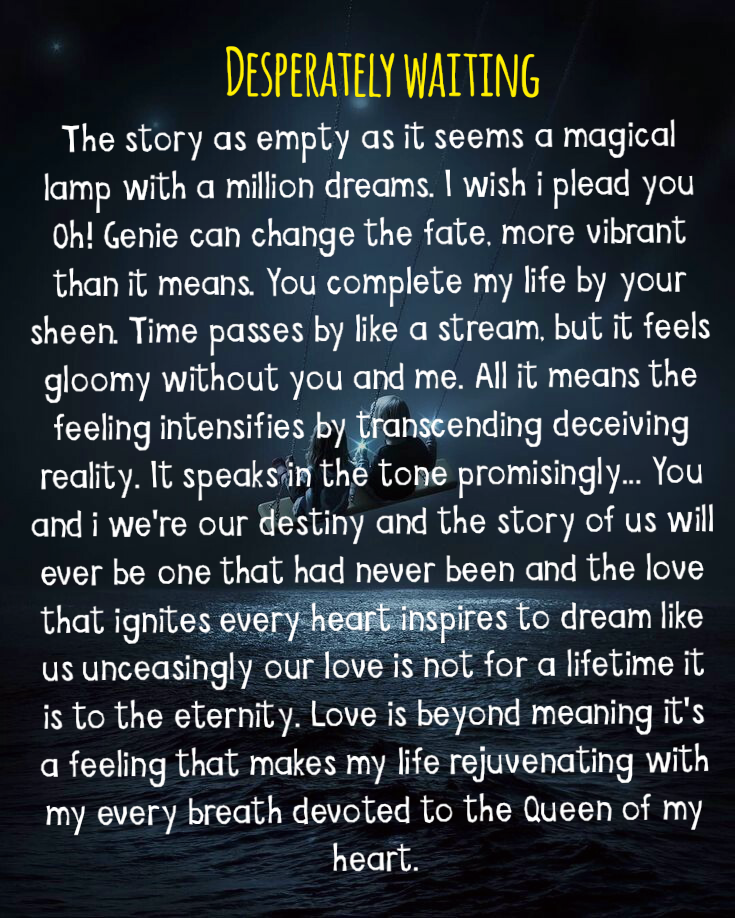 Desperately waiting
The story as empty as it seems a magical
lamp with a million dreams. I wish i plead you
Oh! Genie can change the fate, more vibrant
than it means. You complete my life by your
sheen. Time passes by like a stream, but it feels
gloomy without you and me. All it means the
feeling intensifies by transcending deceiving
reality. It speaks in the tone promisingly... You
and i we're our destiny and the story of us will
ever be one that had never been and the love
that ignites every heart inspires to dream like
us unceasingly our love is not for a lifetime it
is to the eternity. Love is beyond meaning it's
a feeling that makes my life rejuvenating with
my every breath devoted to the Queen of my
heart.